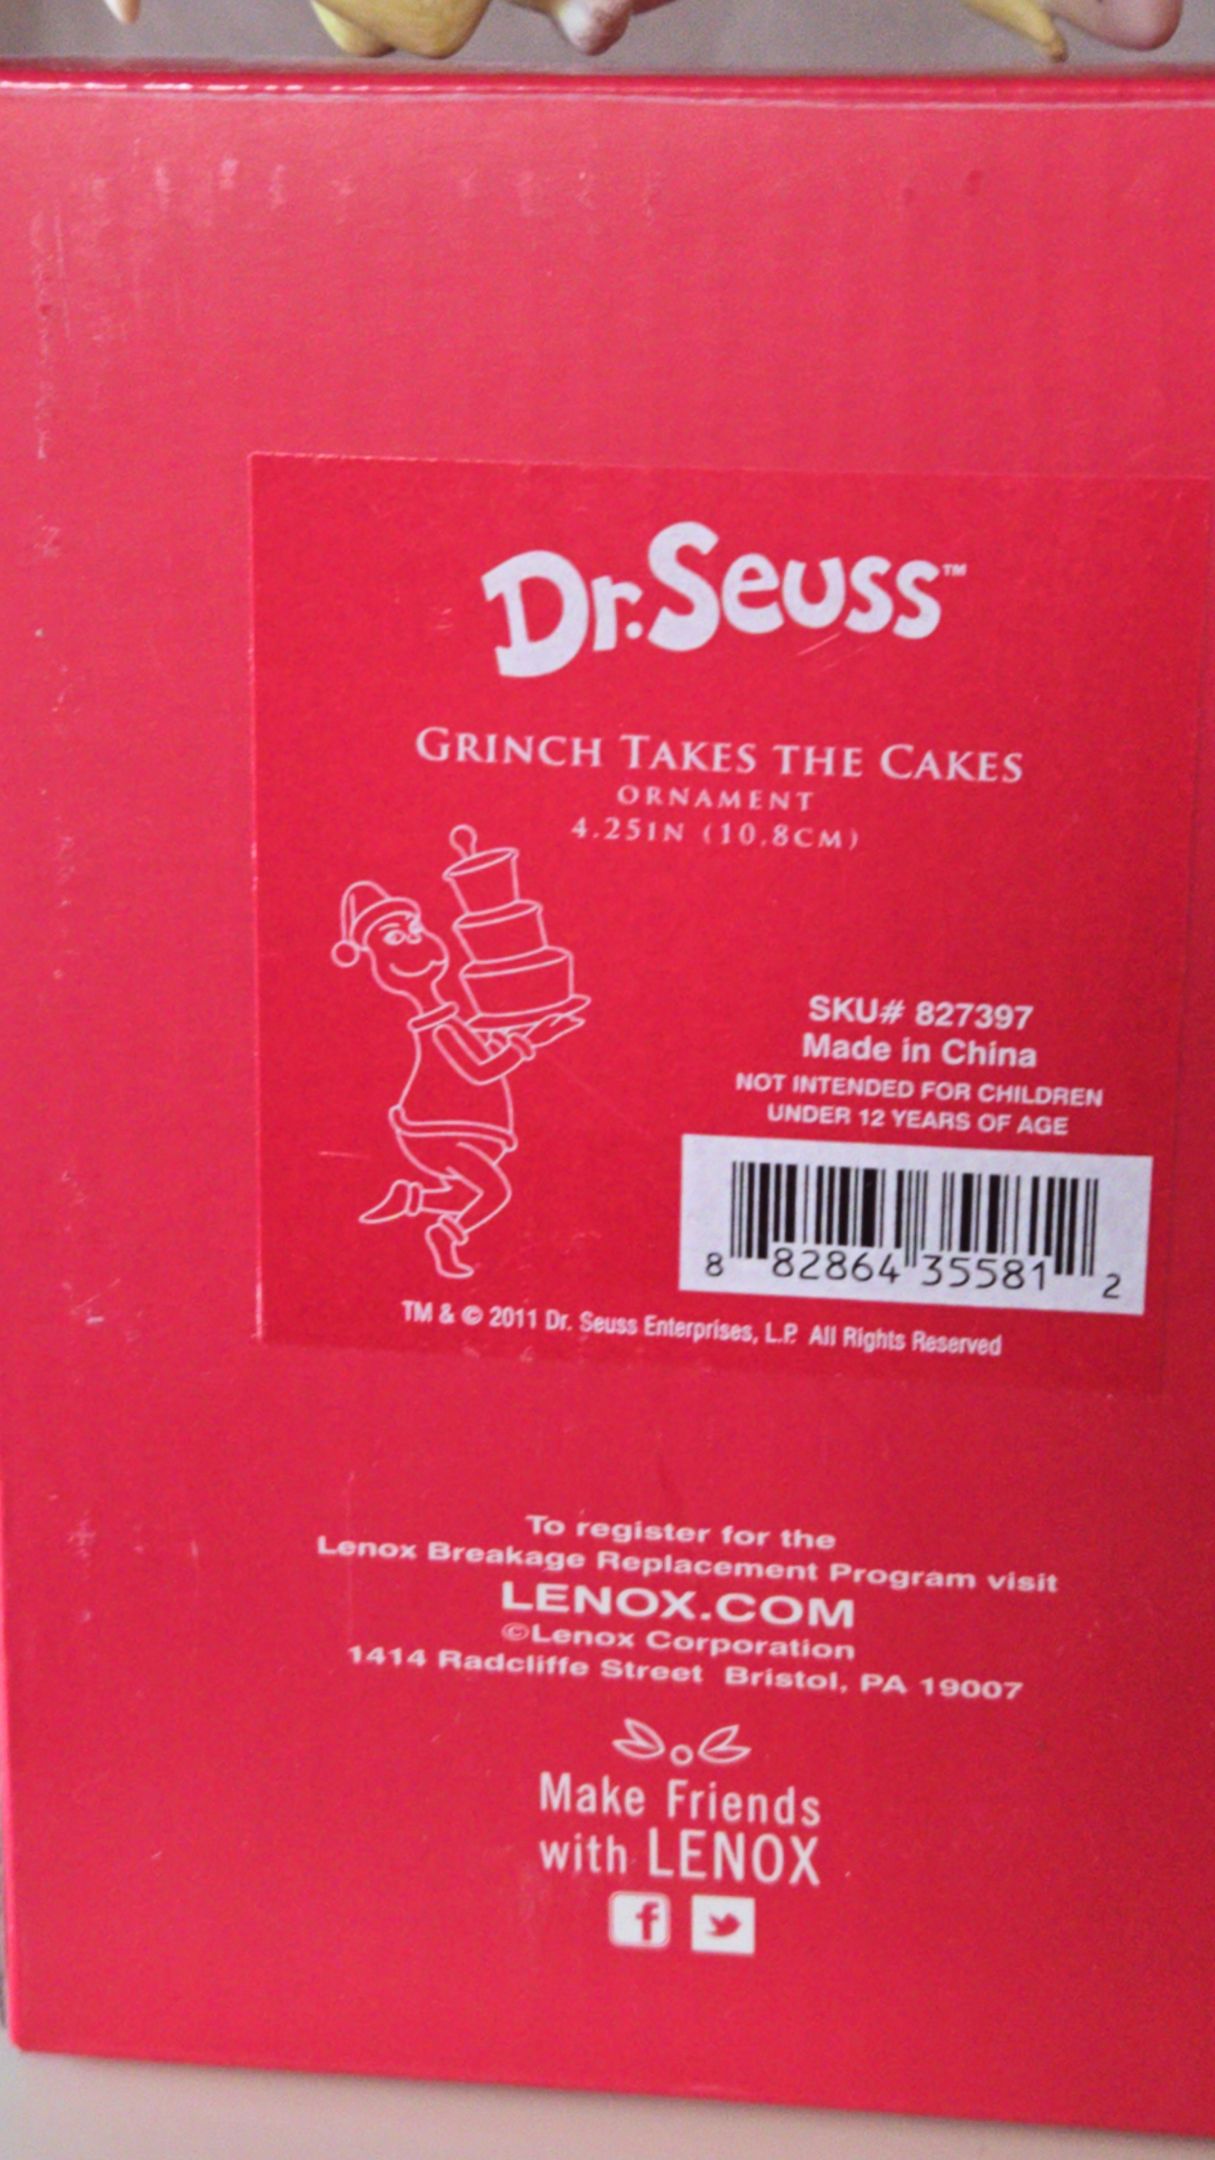 Dr. Seuss™
GRINCH TAKES THE CAKES
ORNAMENT
4.25IN (10.8CM)
SKU# 827397
Made in China
NOT INTENDED FOR CHILDREN
UNDER 12 YEARS OF AGE
8 82864 35581 2
TM & © 2011 Dr. Seuss Enterprises, L.P. All Rights Reserved
To register for the
Lenox Breakage Replacement Program visit
LENOX.COM
©Lenox Corporation
1414 Radcliffe Street Bristol, PA 19007
Make Friends
with LENOX
f